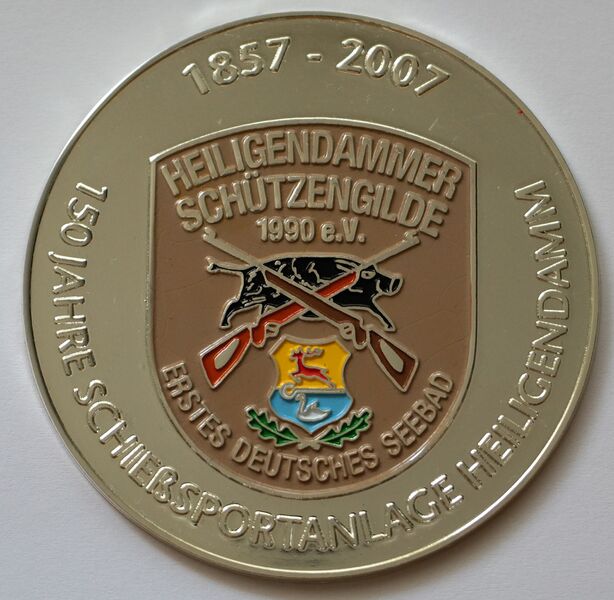 1857 - 2007
HEILIGENDAMMER
SCHÜTZENGILDE
1990 e.V.
ERSTES DEUTSCHES SEEBAD
150 JAHRE SCHIEßSPORTANLAGE HEILIGENDAMM